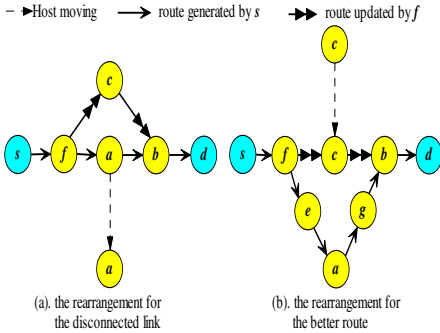 Host moving route generated by s route updated by f
c c
s f a b d s f c b d
e g
a a
(a). the rearrangement for (b). the rearrangement for
the disconnected link the better route